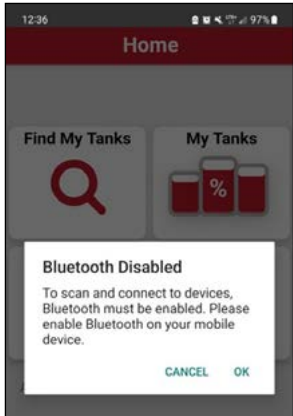 12:36
97%
Home
Find My Tanks
My Tanks
%
Bluetooth Disabled
To scan and connect to devices,
Bluetooth must be enabled. Please
enable Bluetooth on your mobile
device.
CANCEL
OK